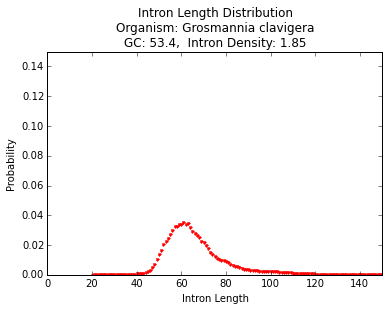 Intron Length Distribution
Organism: Grosmannia clavigera
GC: 53.4,  Intron Density: 1.85
0.14
0.12
0.10
0.08
0.06
0.04
0.02
0.00
Probability
0 20 40 60 80 100 120 140
Intron Length